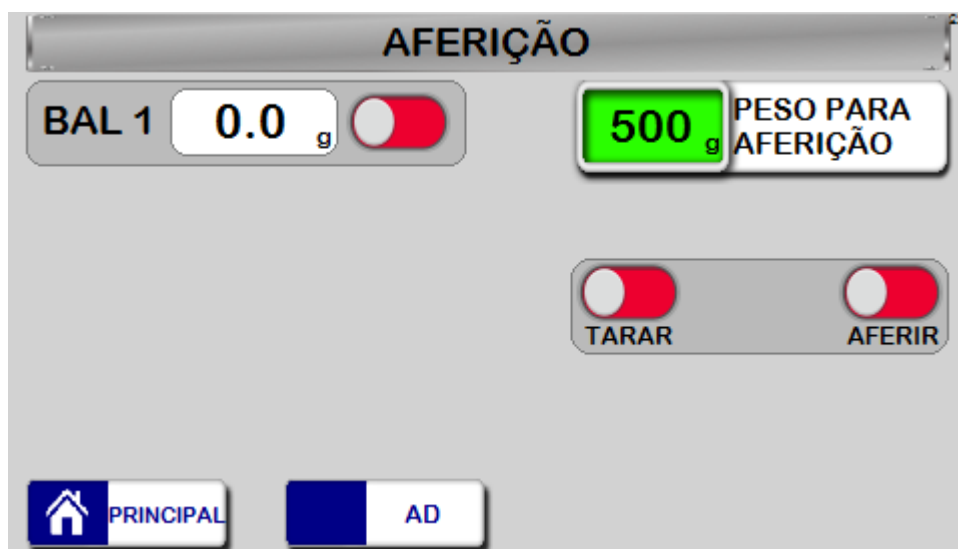 AFERIÇÃO
BAL 1 0.0 g
500 g PESO PARA
AFERIÇÃO
TARAR AFERIR
PRINCIPAL AD